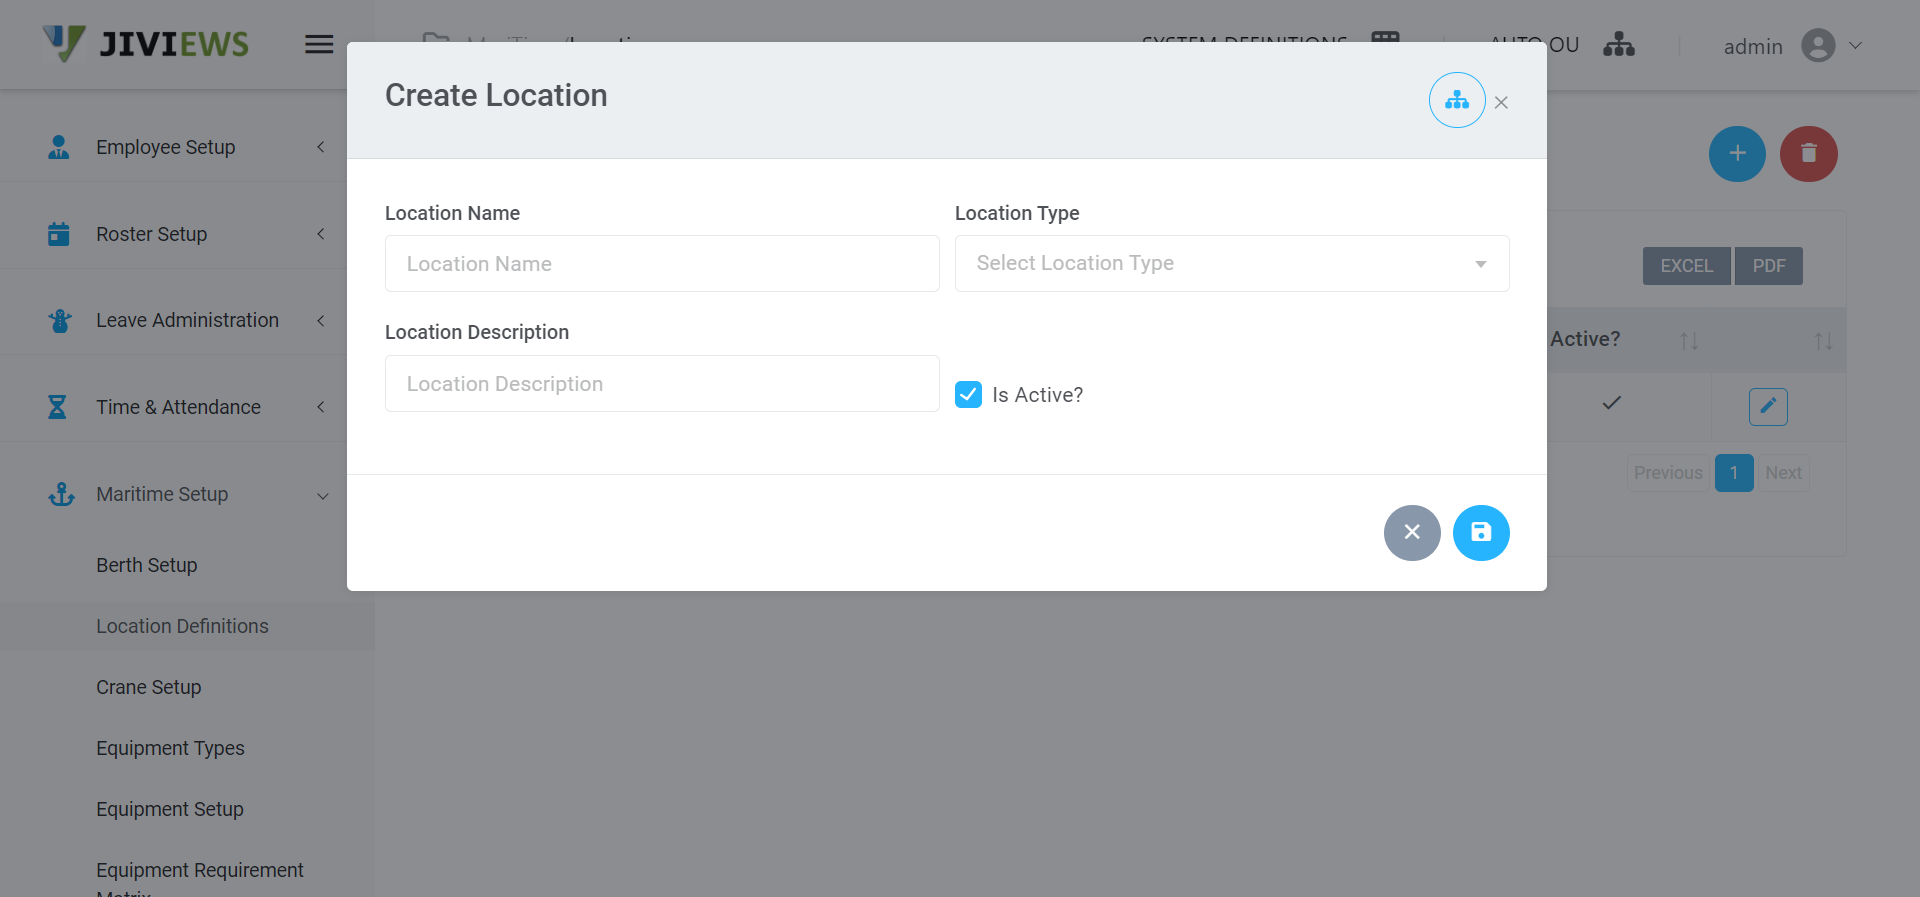 JIVIEWS
SYSTEM DEFINITIONS
AUTO OU
admin
Create Location
Employee Setup
Roster Setup
Leave Administration
Time & Attendance
Maritime Setup
Berth Setup
Location Definitions
Crane Setup
Equipment Types
Equipment Setup
Equipment Requirement
Matrix
Location Name
Location Type
Location Name
Select Location Type
Location Description
Location Description
Is Active?
EXCEL
PDF
Active?
Previous
1
Next